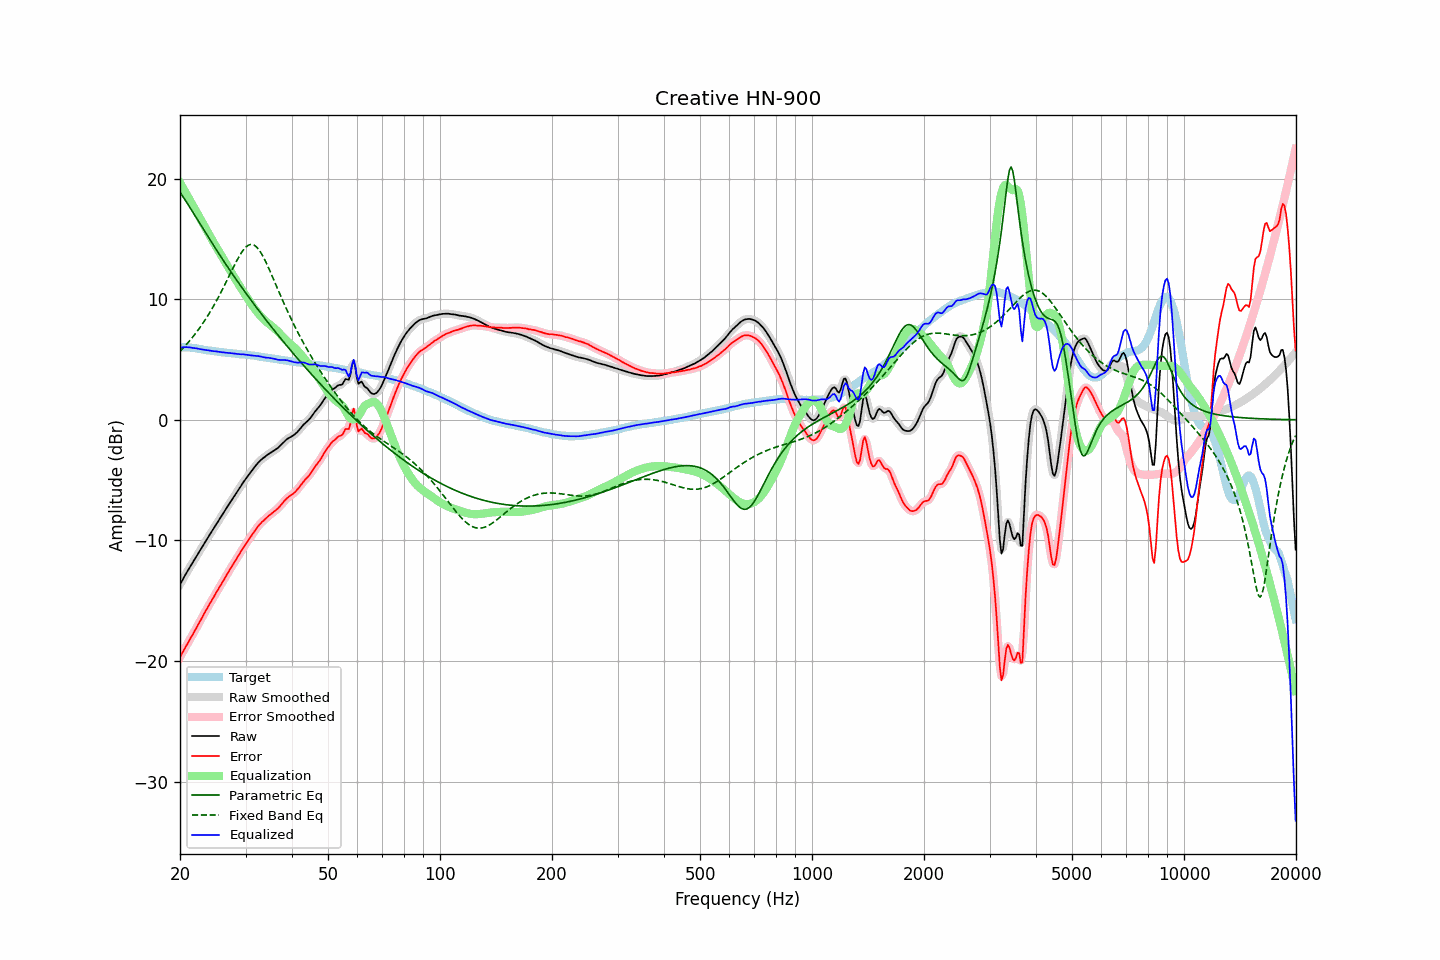 Creative HN-900
Amplitude (dBr)
20
10
0
−10
−20
−30
Target
Raw Smoothed
Error Smoothed
Raw
Error
Equalization
Parametric Eq
Fixed Band Eq
Equalized
20 50 100 200 500 1000 2000 5000 10000 20000
Frequency (Hz)